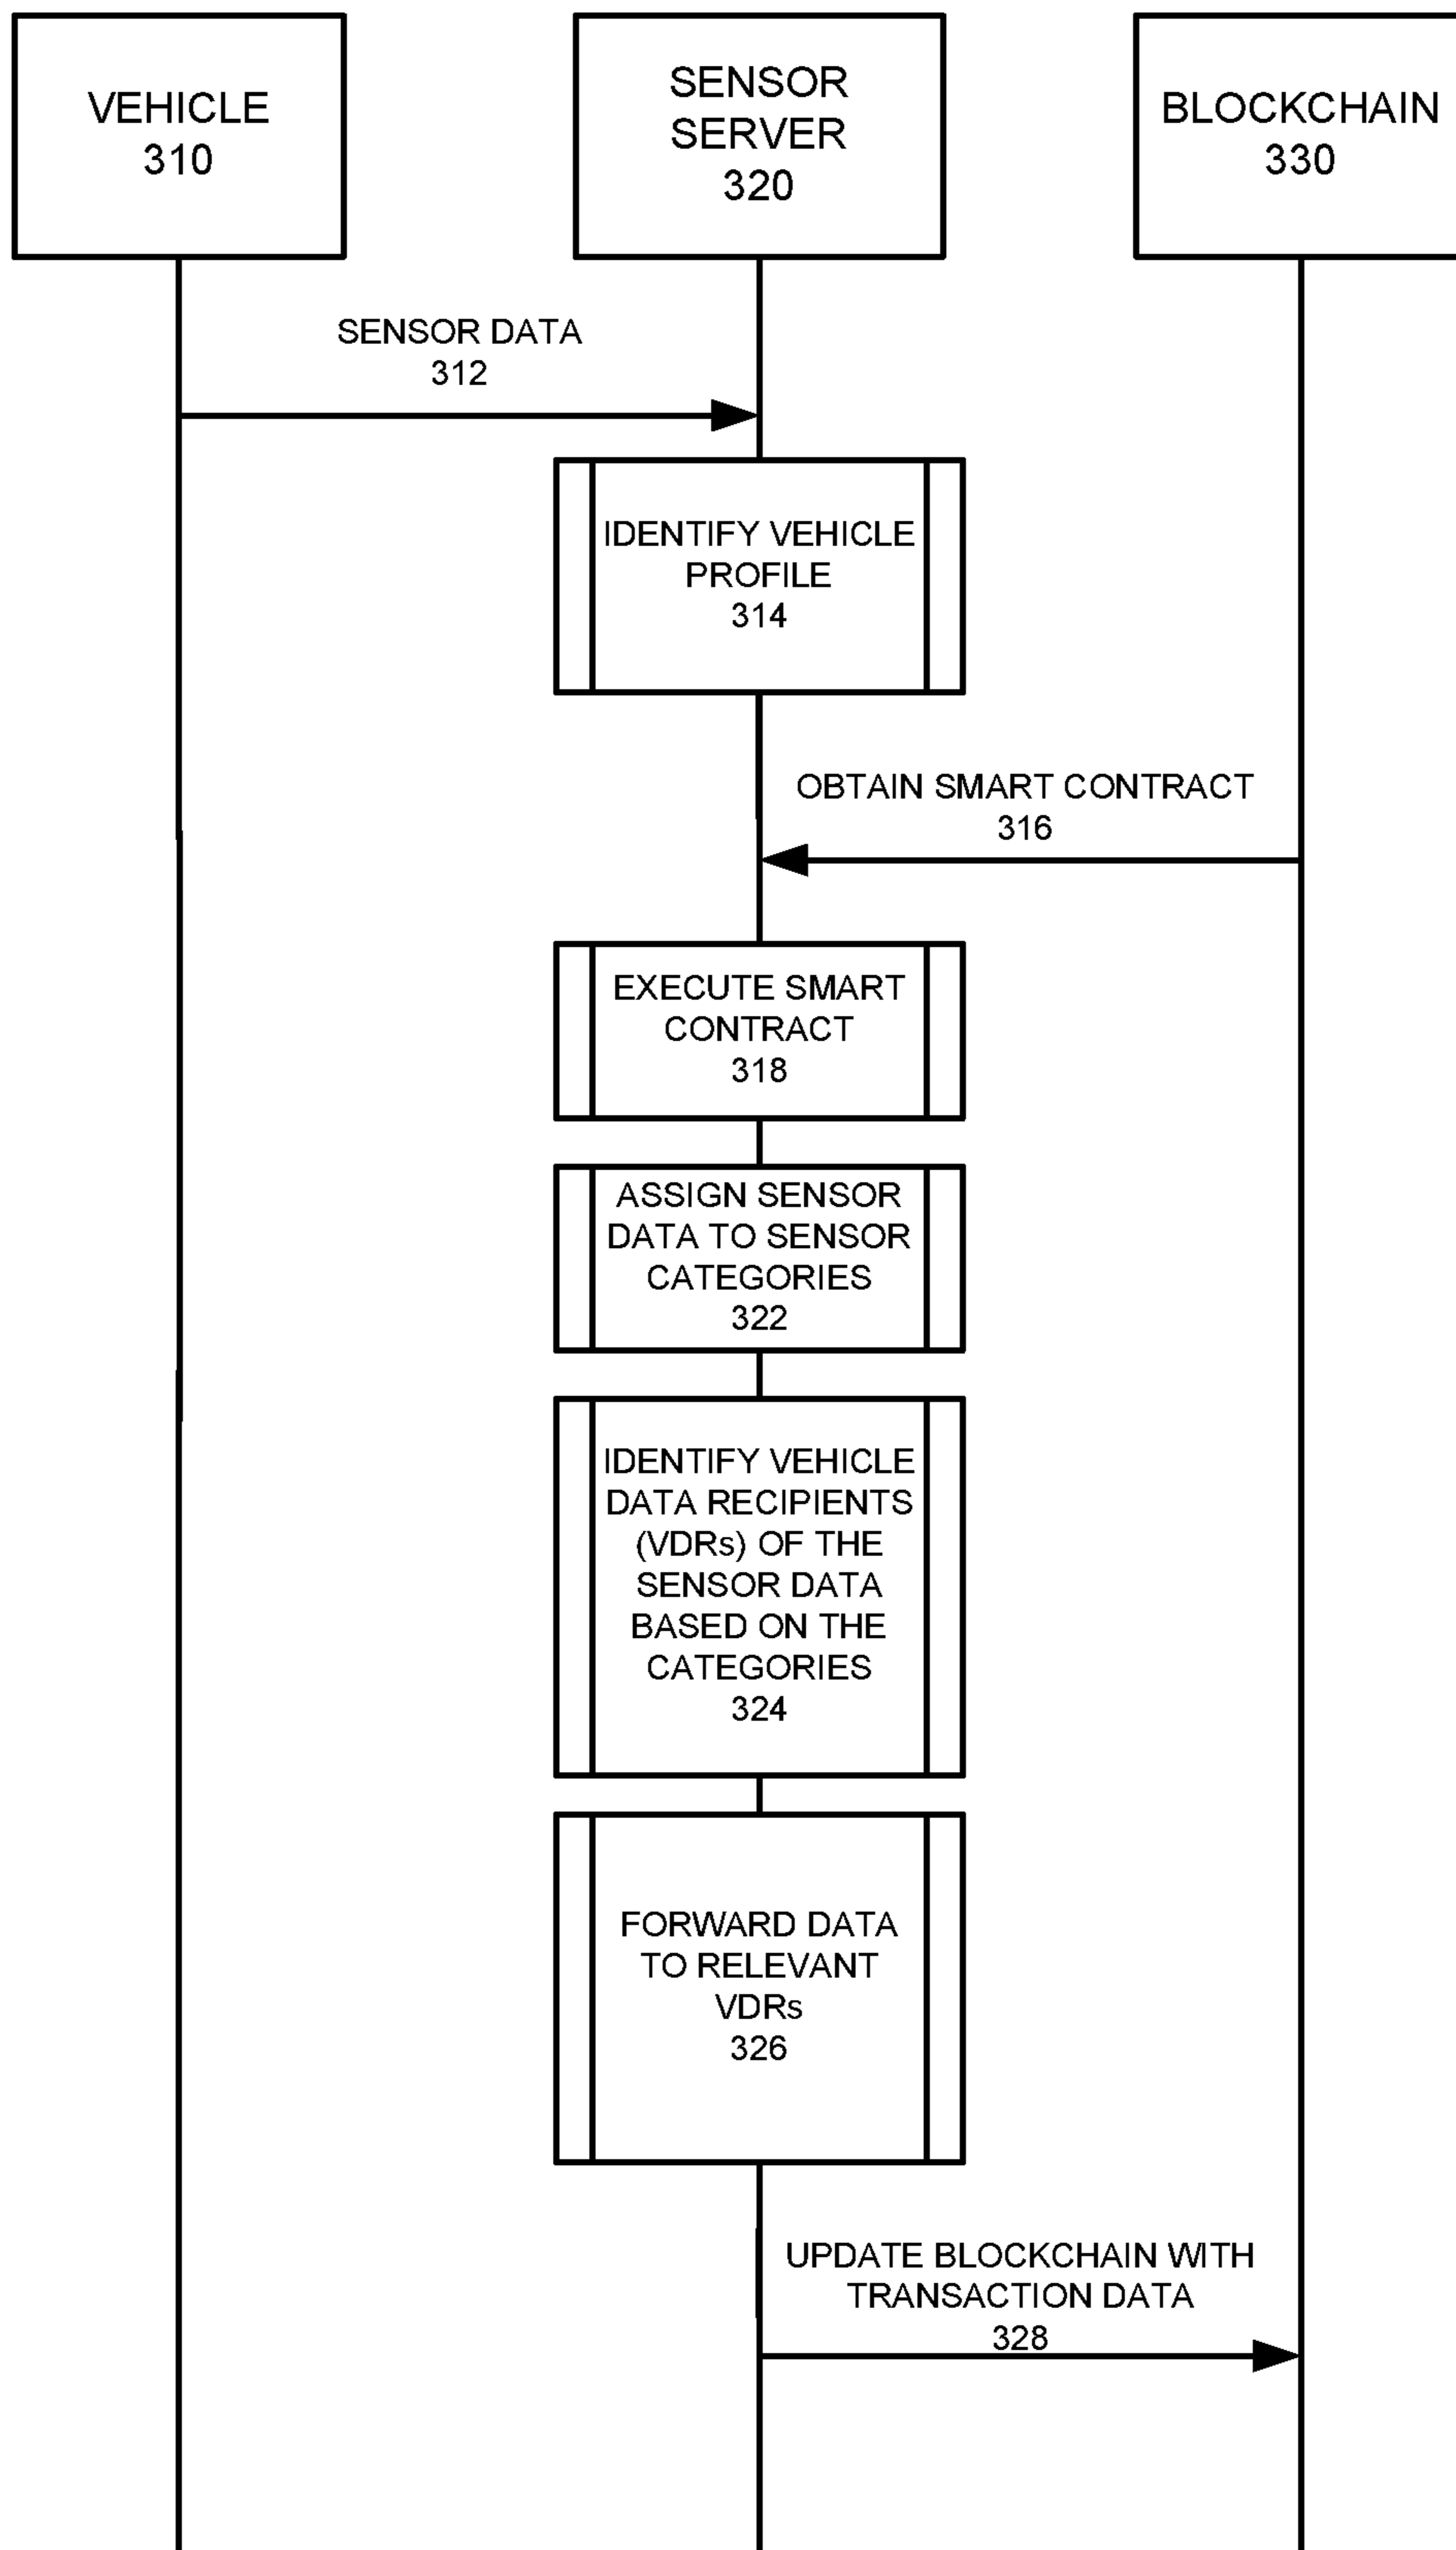 VEHICLE
310
SENSOR
SERVER
320
BLOCKCHAIN
330
SENSOR DATA
312
IDENTIFY VEHICLE
PROFILE
314
OBTAIN SMART CONTRACT
316
EXECUTE SMART
CONTRACT
318
ASSIGN SENSOR
DATA TO SENSOR
CATEGORIES
322
IDENTIFY VEHICLE
DATA RECIPIENTS
(VDRs) OF THE
SENSOR DATA
BASED ON THE
CATEGORIES
324
FORWARD DATA
TO RELEVANT
VDRs
326
UPDATE BLOCKCHAIN WITH
TRANSACTION DATA
328